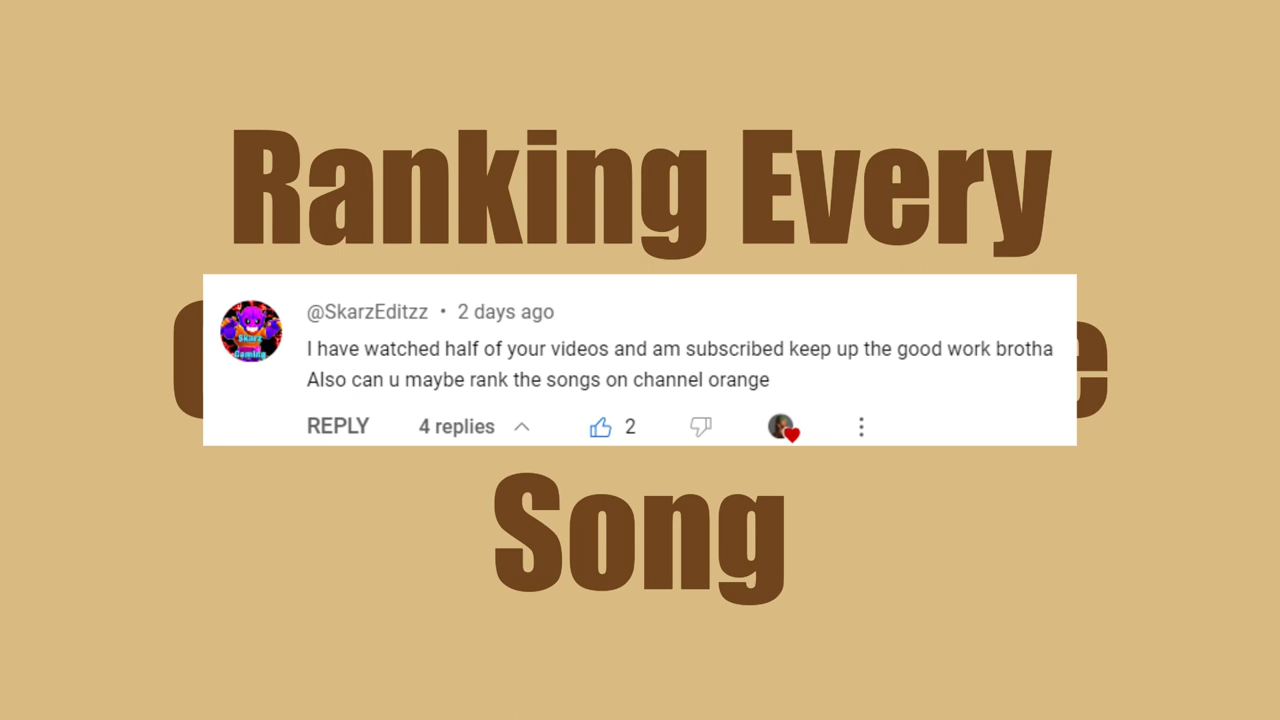 Ranking Every
@SkarzEditzz • 2 days ago
I have watched half of your videos and am subscribed keep up the good work brotha
Also can u maybe rank the songs on channel orange
REPLY 4 replies 2
Song